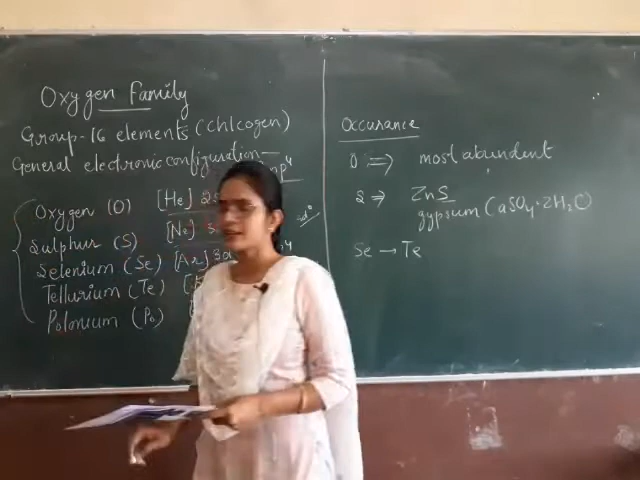 Oxygen Family
Group-16 elements (chlcogen)
General electronic configuration—
np⁴
Oxygen (O) [He] 2s
Sulphur (S) [Ne] 3
Selenium (Se) [Ar] 3d
Tellurium (Te) [
Polonium (Po)
Occurance
O ⇒ most abundent
S ⇒ ZnS
gypsum (aSO₄·2H₂O)
Se → Te